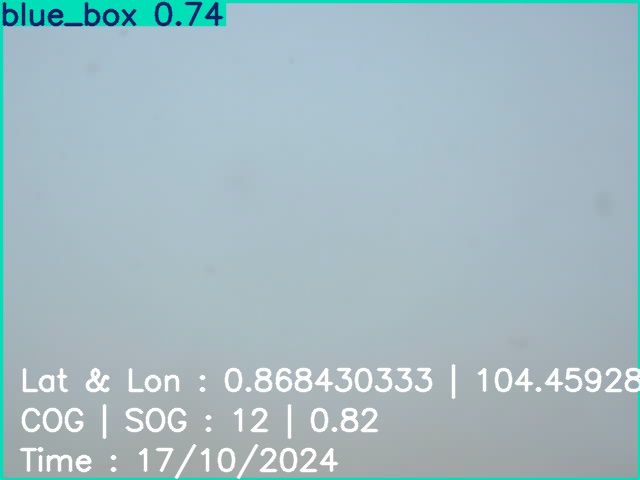 blue_box 0.74
Lat & Lon : 0.868430333 | 104.45928
COG | SOG : 12 | 0.82
Time : 17/10/2024